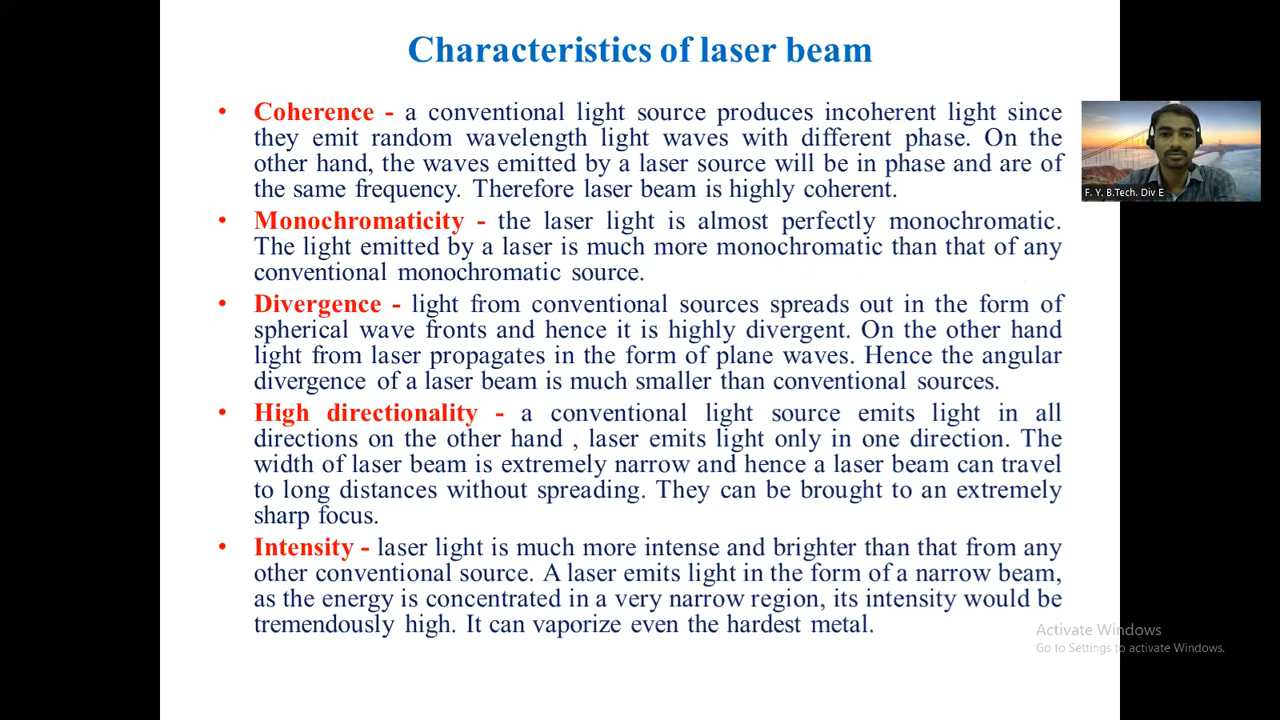 Characteristics of laser beam
• Coherence - a conventional light source produces incoherent light since
they emit random wavelength light waves with different phase. On the
other hand, the waves emitted by a laser source will be in phase and are of
the same frequency. Therefore laser beam is highly coherent.
• Monochromaticity - the laser light is almost perfectly monochromatic.
The light emitted by a laser is much more monochromatic than that of any
conventional monochromatic source.
• Divergence - light from conventional sources spreads out in the form of
spherical wave fronts and hence it is highly divergent. On the other hand
light from laser propagates in the form of plane waves. Hence the angular
divergence of a laser beam is much smaller than conventional sources.
• High directionality - a conventional light source emits light in all
directions on the other hand , laser emits light only in one direction. The
width of laser beam is extremely narrow and hence a laser beam can travel
to long distances without spreading. They can be brought to an extremely
sharp focus.
• Intensity - laser light is much more intense and brighter than that from any
other conventional source. A laser emits light in the form of a narrow beam,
as the energy is concentrated in a very narrow region, its intensity would be
tremendously high. It can vaporize even the hardest metal.
F. Y. B.Tech. Div E
Activate Windows
Go to Settings to activate Windows.